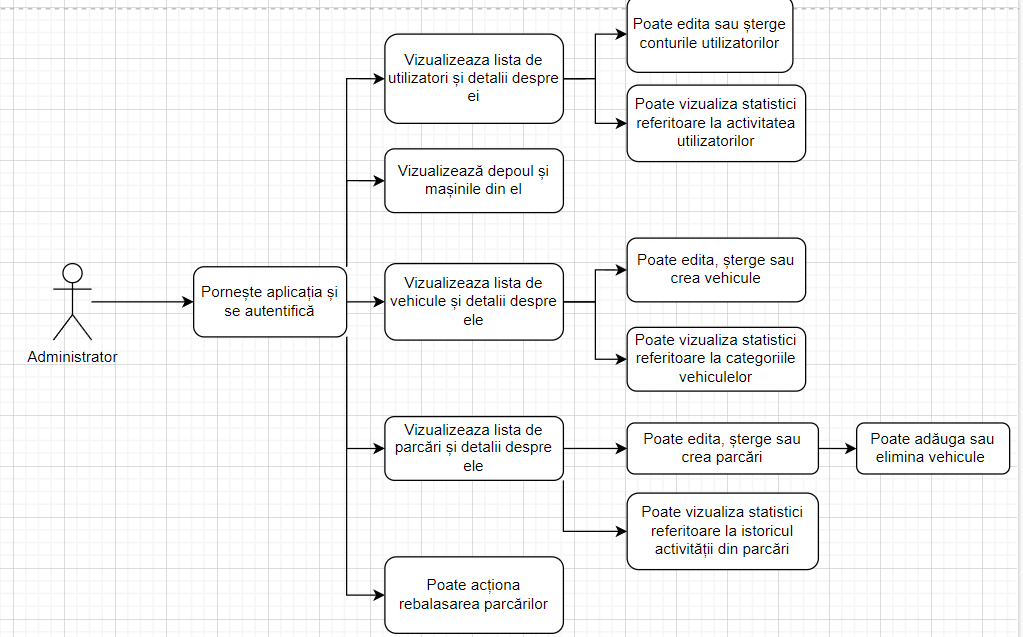 Administrator
Pornește aplicația și
se autentifică
Vizualizeaza lista de
utilizatori și detalii despre
ei
Poate edita sau șterge
conturile utilizatorilor
Poate vizualiza statistici
referitoare la activitatea
utilizatorilor
Vizualizează depoul și
mașinile din el
Vizualizeaza lista de
vehicule și detalii despre
ele
Poate edita, șterge sau
crea vehicule
Poate vizualiza statistici
referitoare la categoriile
vehiculelor
Vizualizeaza lista de
parcări și detalii despre
ele
Poate edita, șterge sau
crea parcări
Poate adăuga sau
elimina vehicule
Poate vizualiza statistici
referitoare la istoricul
activității din parcări
Poate acționa
rebalasarea parcărilor